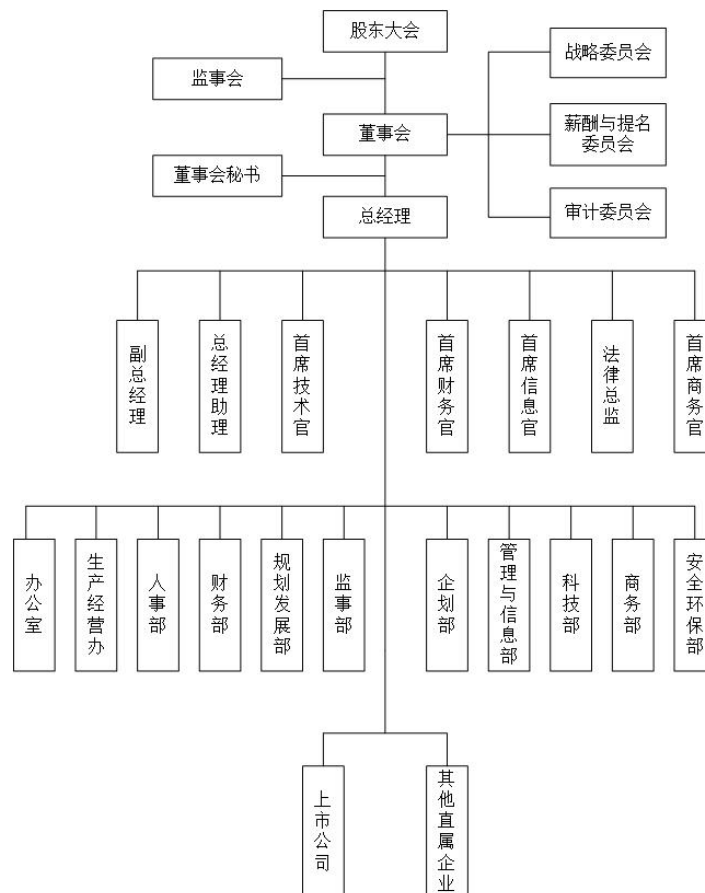 股东大会
战略委员会
监事会
薪酬与提名
委员会
董事会
董事会秘书
审计委员会
总经理
副总经理
总经理助理
首席技术官
首席财务官
首席信息官
法律总监
首席商务官
办公室
生产经营办
人事部
财务部
规划发展部
监事部
企划部
管理与信息部
科技部
商务部
安全环保部
上市公司
其他直属企业